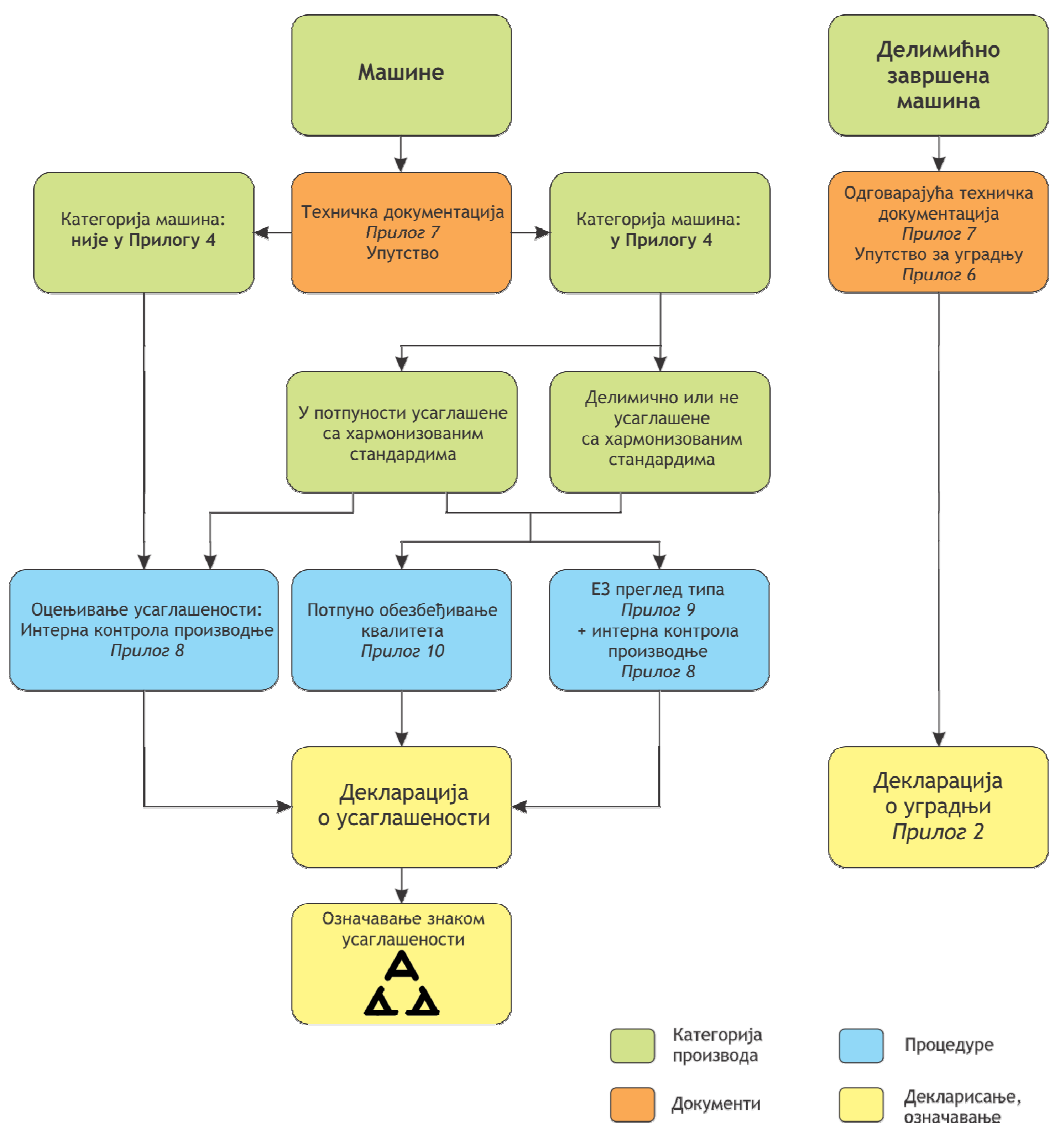 Машине
Делимићно
завршена
машина
Категорија машина:
није у Прилогу 4
Техничка документација
Прилог 7
Упутство
Категорија машина:
у Прилогу 4
Одговарајућа техничка
документација
Прилог 7
Упутство за уградњу
Прилог 6
У потпуности усаглашене
са хармонизованим
стандардима
Делимично или не
усаглашене
са хармонизованим
стандардима
Оцењивање усаглашености:
Интерна контрола производње
Прилог 8
Потпуно обезбеђивање
квалитета
Прилог 10
ЕЗ преглед типа
Прилог 9
+ интерна контрола
производње
Прилог 8
Декларација
о усаглашености
Декларација
о уградњи
Прилог 2
Означавање знаком
усаглашености
Категорија
производа
Процедуре
Документи
Декларисање,
означавање